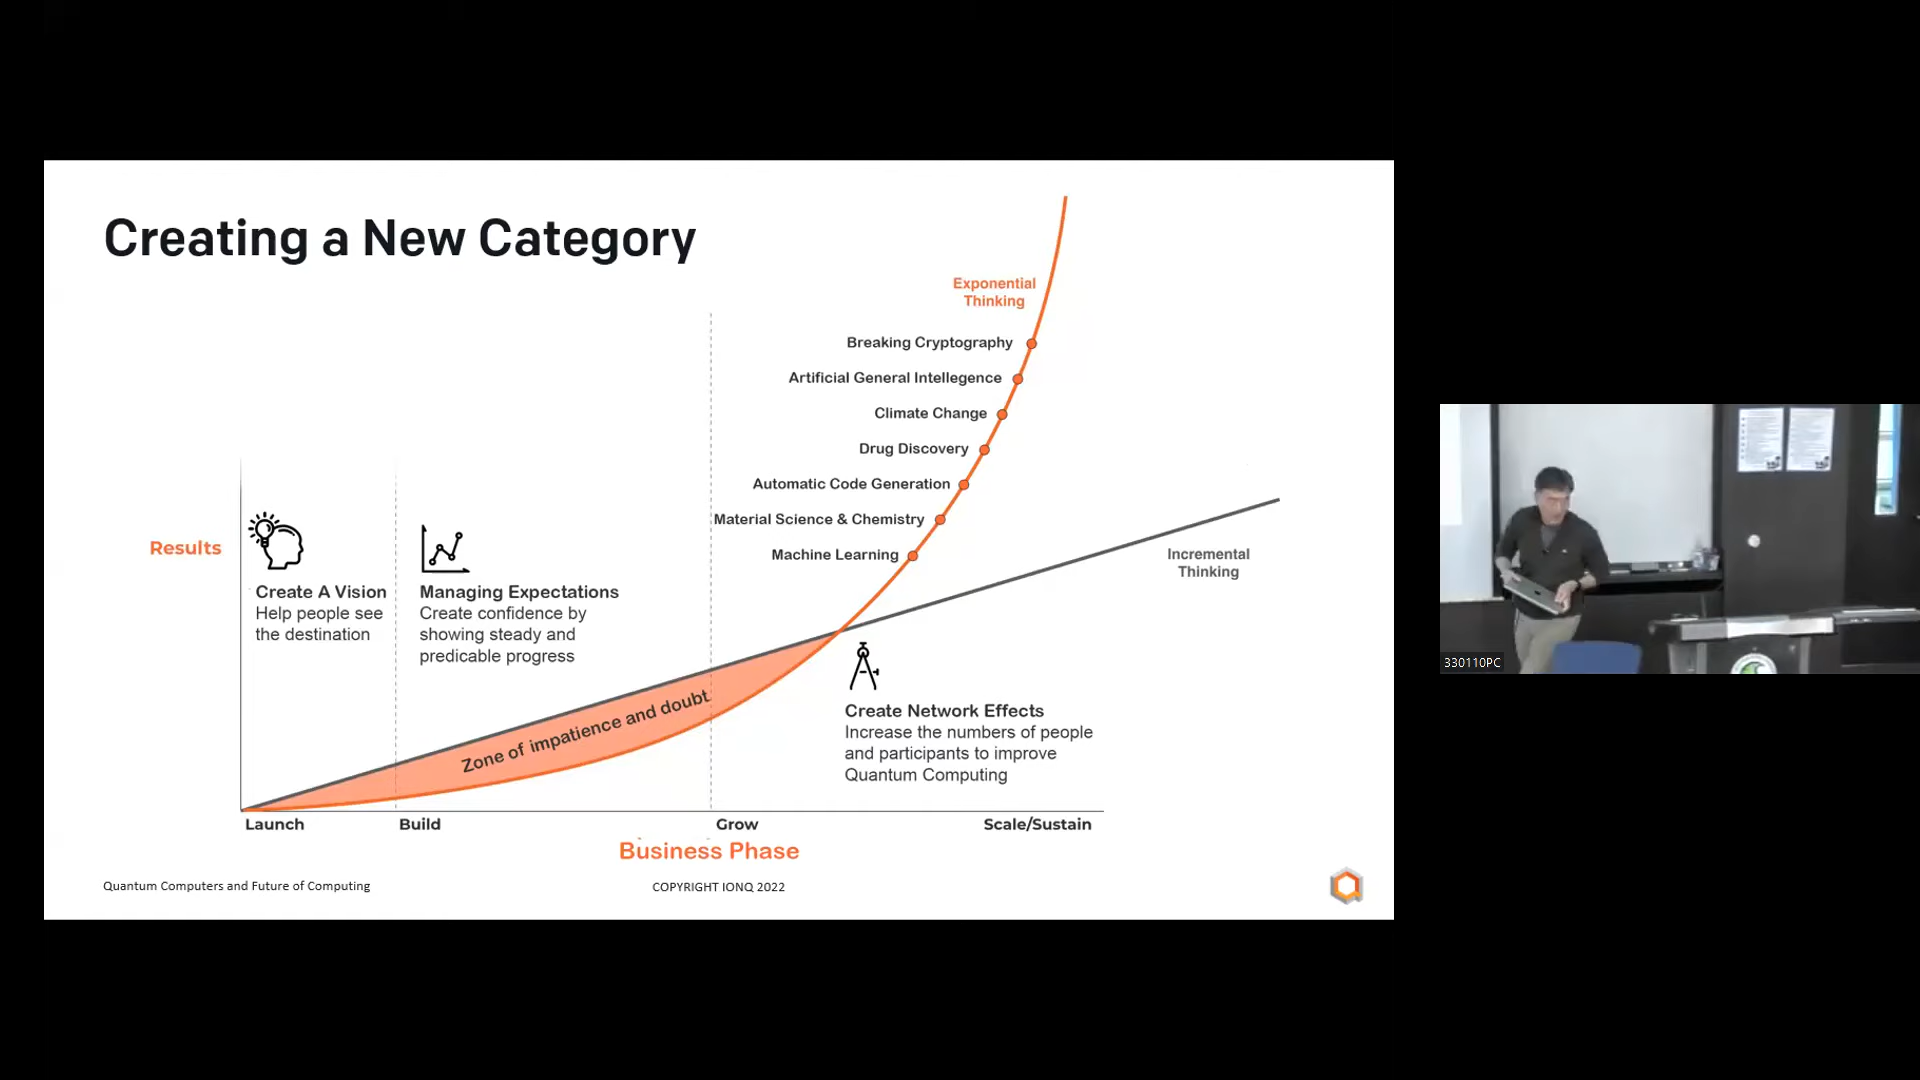 Creating a New Category
Exponential
Thinking
Breaking Cryptography
Artificial General Intellegence
Climate Change
Drug Discovery
Automatic Code Generation
Material Science & Chemistry
Machine Learning
Results
Create A Vision
Help people see
the destination
Managing Expectations
Create confidence by
showing steady and
predicable progress
Incremental
Thinking
Zone of impatience and doubt
Create Network Effects
Increase the numbers of people
and participants to improve
Quantum Computing
Launch
Build
Grow
Scale/Sustain
Business Phase
Quantum Computers and Future of Computing
COPYRIGHT IONQ 2022
330110PC